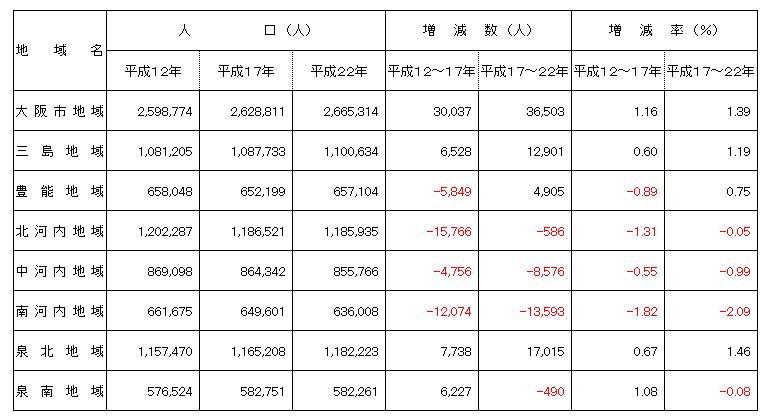 地域名 人口（人） 増減数（人） 増減率（％）
平成12年 平成17年 平成22年 平成12～17年 平成17～22年 平成12～17年 平成17～22年
大阪市地域 2,598,774 2,628,811 2,665,314 30,037 36,503 1.16 1.39
三島地域 1,081,205 1,087,733 1,100,634 6,528 12,901 0.60 1.19
豊能地域 658,048 652,199 657,104 -5,849 4,905 -0.89 0.75
北河内地域 1,202,287 1,186,521 1,185,935 -15,766 -586 -1.31 -0.05
中河内地域 869,098 864,342 855,766 -4,756 -8,576 -0.55 -0.99
南河内地域 661,675 649,601 636,008 -12,074 -13,593 -1.82 -2.09
泉北地域 1,157,470 1,165,208 1,182,223 7,738 17,015 0.67 1.46
泉南地域 576,524 582,751 582,261 6,227 -490 1.08 -0.08